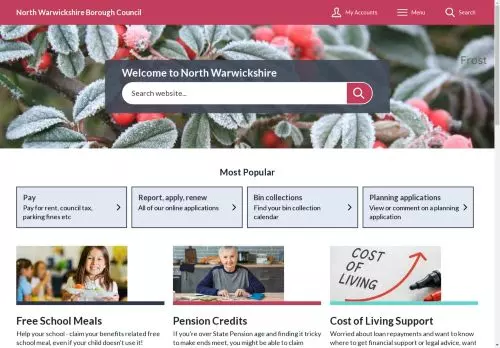 North Warwickshire Borough Council
My Accounts
Menu
Search
Frost
Welcome to North Warwickshire
Search website...
Most Popular
Pay
Pay for rent, council tax,
parking fines etc
Report, apply, renew
All of our online applications
Bin collections
Find your bin collection
calendar
Planning applications
View or comment on a planning
application
COST
OF
LIVING
Free School Meals
Help your school - claim your benefits related free
school meal, even if your child doesn't use it!
Pension Credits
If you're over State Pension age and finding it tricky
to make ends meet, you might be able to claim
Cost of Living Support
Worried about loan repayments and want to know
where to get financial support or legal advice, want